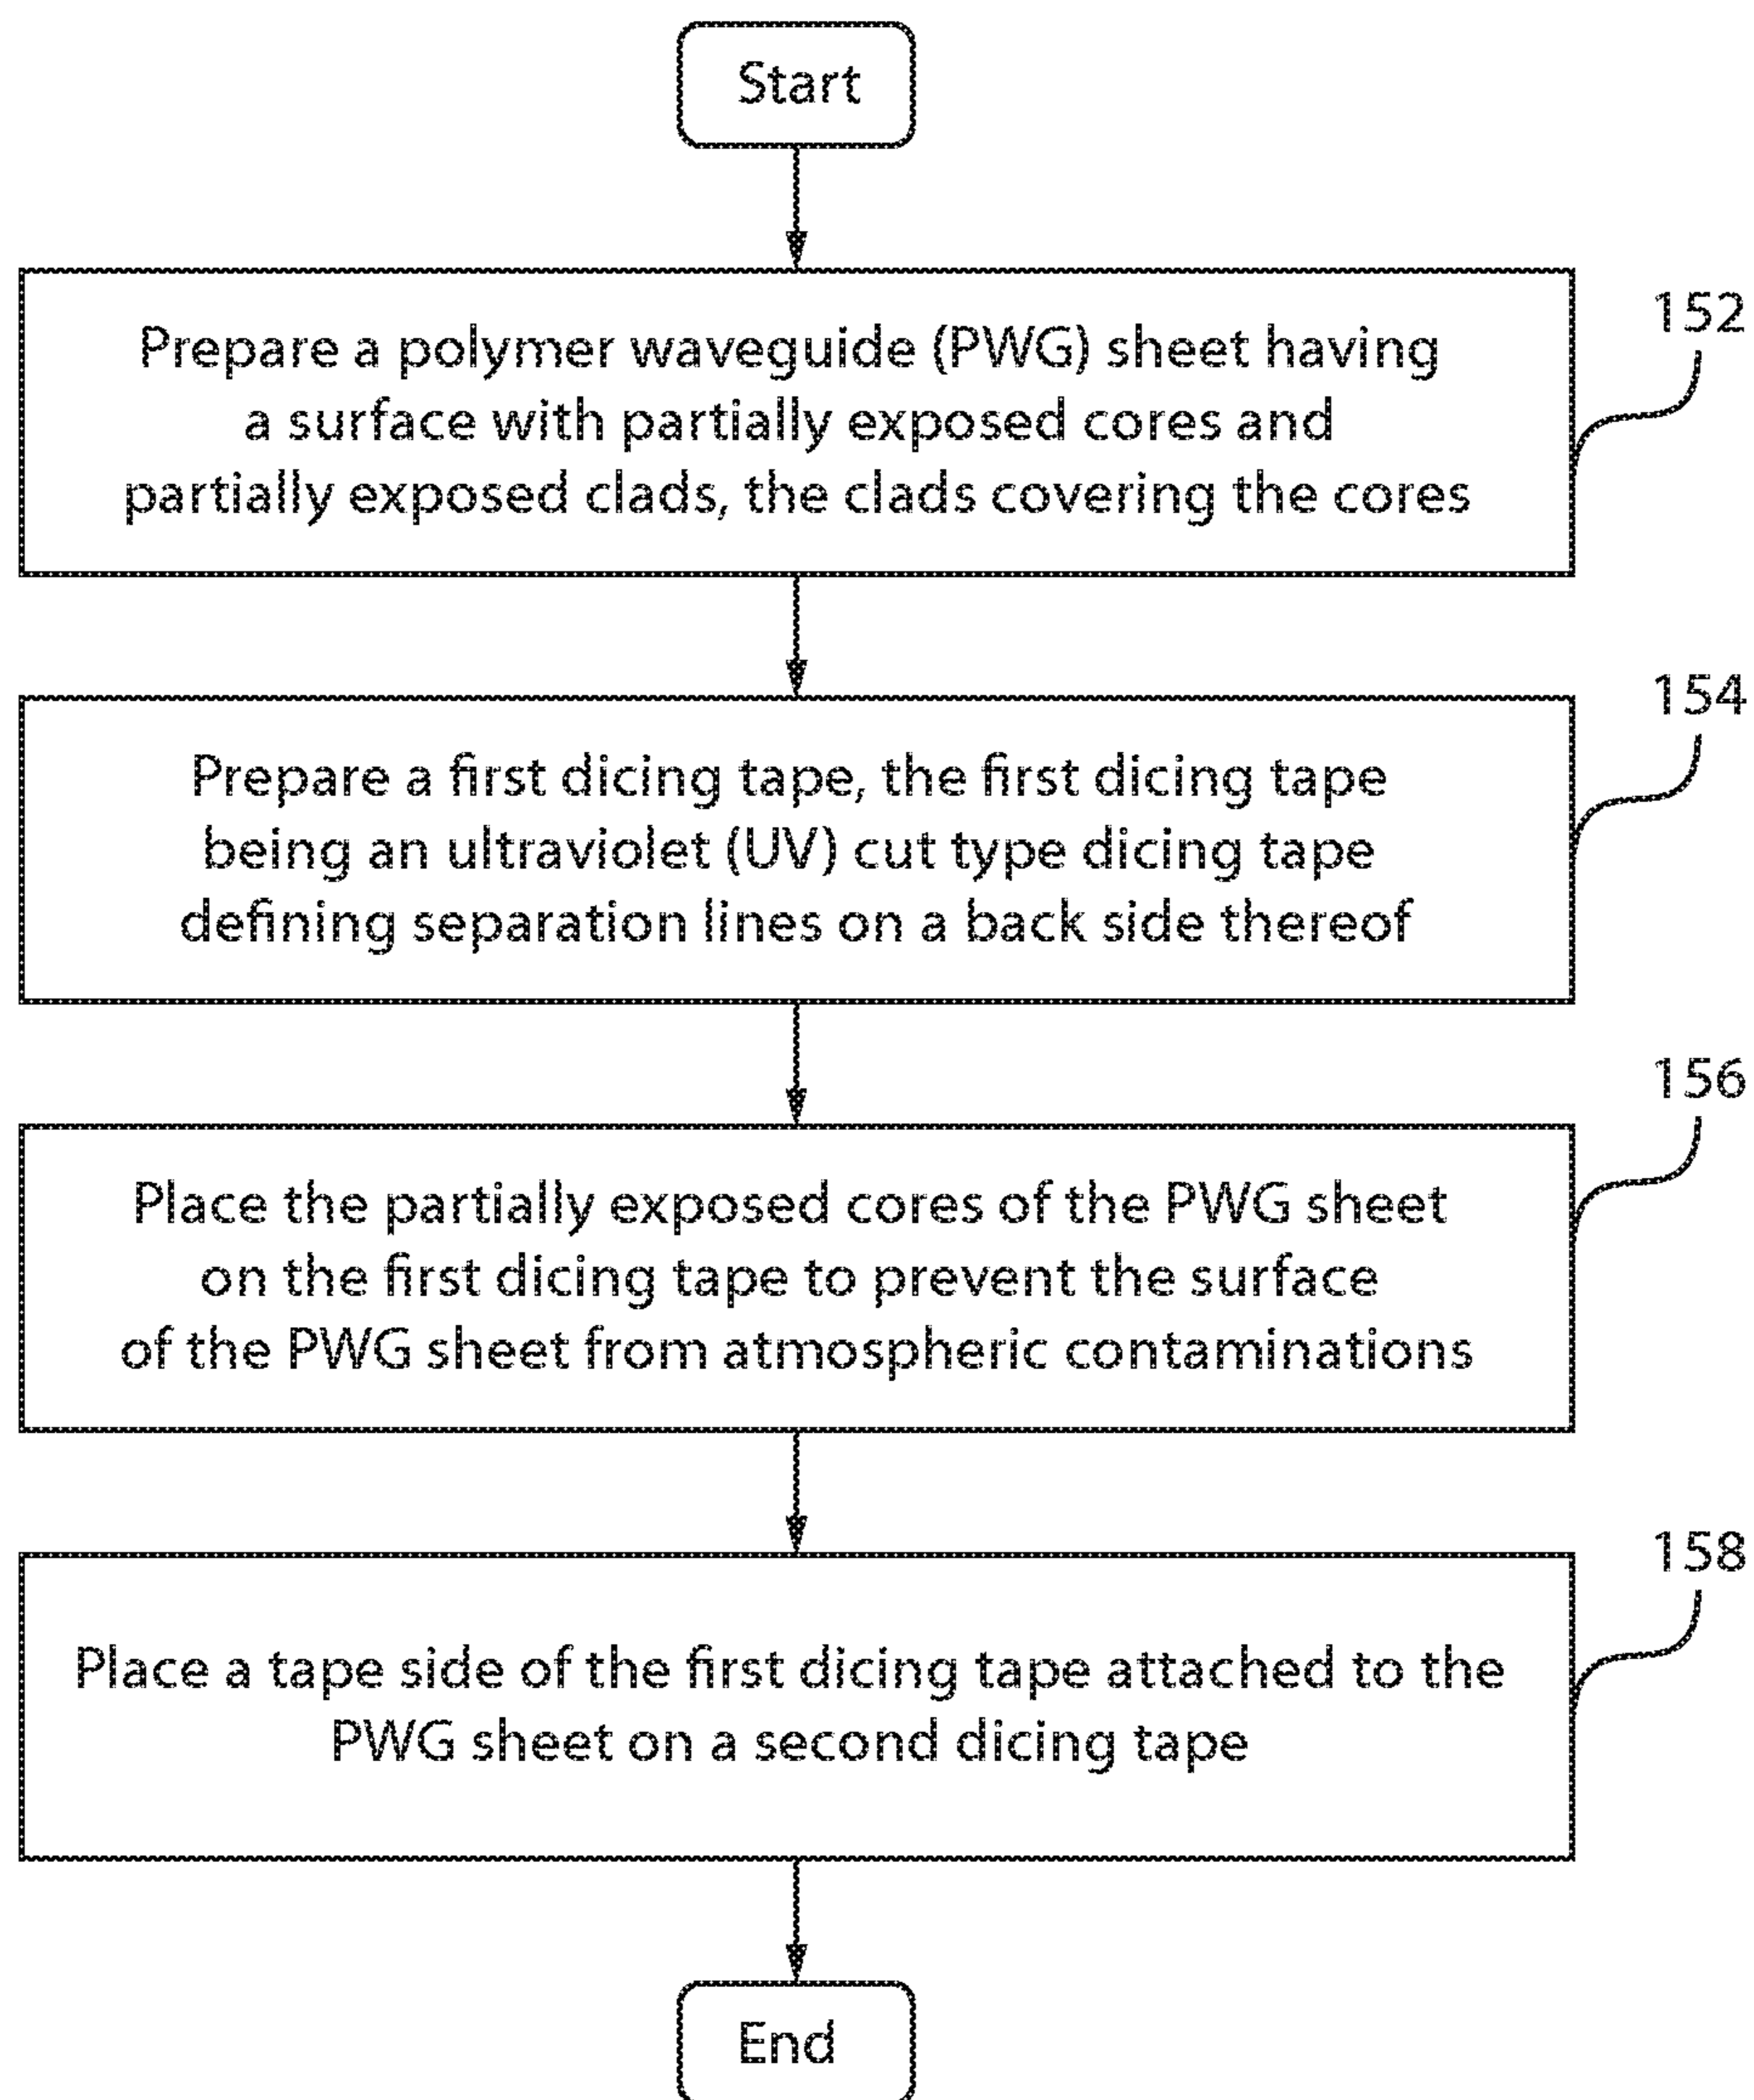 Start
152
Prepare a polymer waveguide (PWG) sheet having
a surface with partially exposed cores and
partially exposed clads, the clads covering the cores
154
Prepare a first dicing tape, the first dicing tape
being an ultraviolet (UV) cut type dicing tape
defining separation lines on a back side thereof
156
Place the partially exposed cores of the PWG sheet
on the first dicing tape to prevent the surface
of the PWG sheet from atmospheric contaminations
158
Place a tape side of the first dicing tape attached to the
PWG sheet on a second dicing tape
End